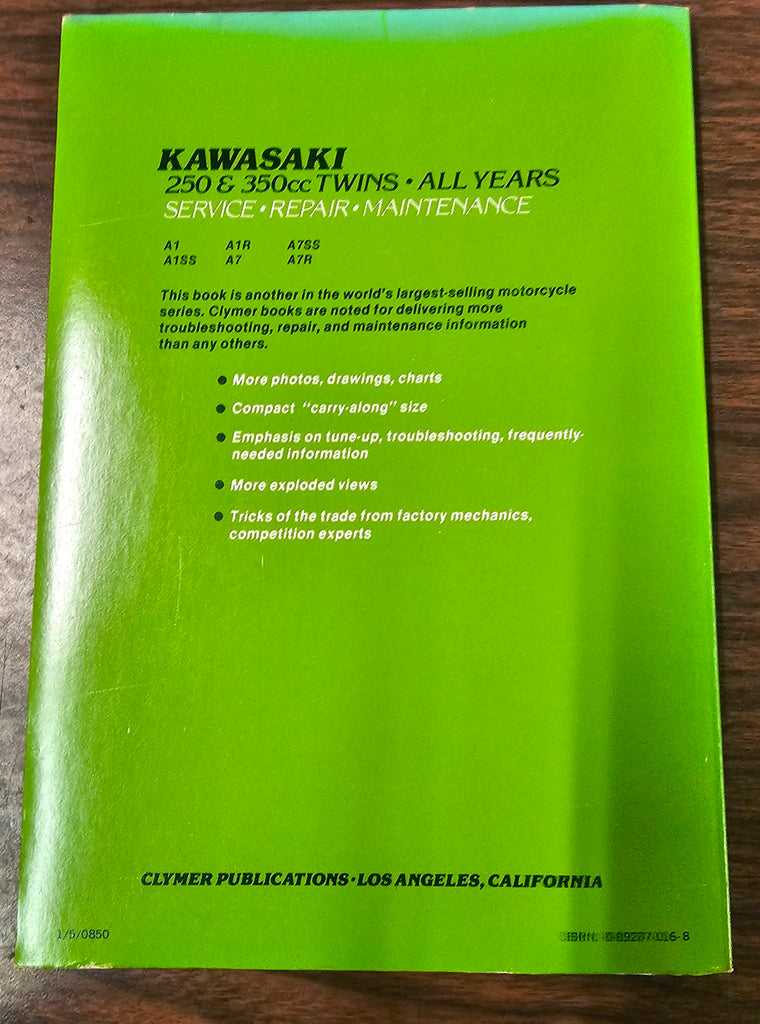 KAWASAKI
250 & 350cc TWINS • ALL YEARS
SERVICE • REPAIR • MAINTENANCE
A1 A1R A7SS
A1SS A7 A7R
This book is another in the world's largest-selling motorcycle
series. Clymer books are noted for delivering more
troubleshooting, repair, and maintenance information
than any others.
● More photos, drawings, charts
● Compact "carry-along" size
● Emphasis on tune-up, troubleshooting, frequently-
needed information
● More exploded views
● Tricks of the trade from factory mechanics,
competition experts
CLYMER PUBLICATIONS • LOS ANGELES, CALIFORNIA
1/5/0850